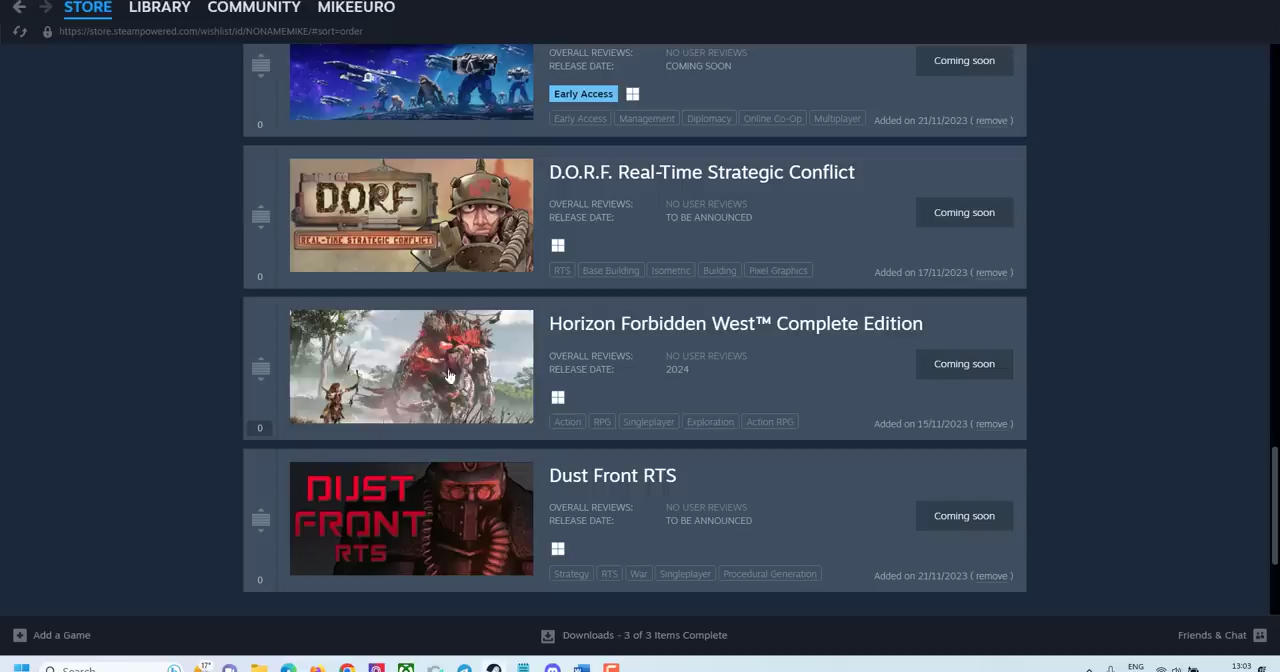 STORE LIBRARY COMMUNITY MIKEEURO
https://store.steampowered.com/wishlist/id/NONAMEMIKE/#sort=order
OVERALL REVIEWS: NO USER REVIEWS
RELEASE DATE: COMING SOON
Coming soon
Early Access
0
Early Access Management Diplomacy Online Co-Op Multiplayer
Added on 21/11/2023 ( remove )
D.O.R.F.
REAL-TIME STRATEGIC CONFLICT
D.O.R.F. Real-Time Strategic Conflict
OVERALL REVIEWS: NO USER REVIEWS
RELEASE DATE: TO BE ANNOUNCED
Coming soon
0
RTS Base Building Isometric Building Pixel Graphics
Added on 17/11/2023 ( remove )
Horizon Forbidden West™ Complete Edition
OVERALL REVIEWS: NO USER REVIEWS
RELEASE DATE: 2024
Coming soon
0
Action RPG Singleplayer Exploration Action RPG
Added on 15/11/2023 ( remove )
DUST
FRONT
RTS
Dust Front RTS
OVERALL REVIEWS: NO USER REVIEWS
RELEASE DATE: TO BE ANNOUNCED
Coming soon
0
Strategy RTS War Singleplayer Procedural Generation
Added on 21/11/2023 ( remove )
Add a Game
Downloads - 3 of 3 Items Complete
Friends & Chat
Search
17°
ENG
13:03